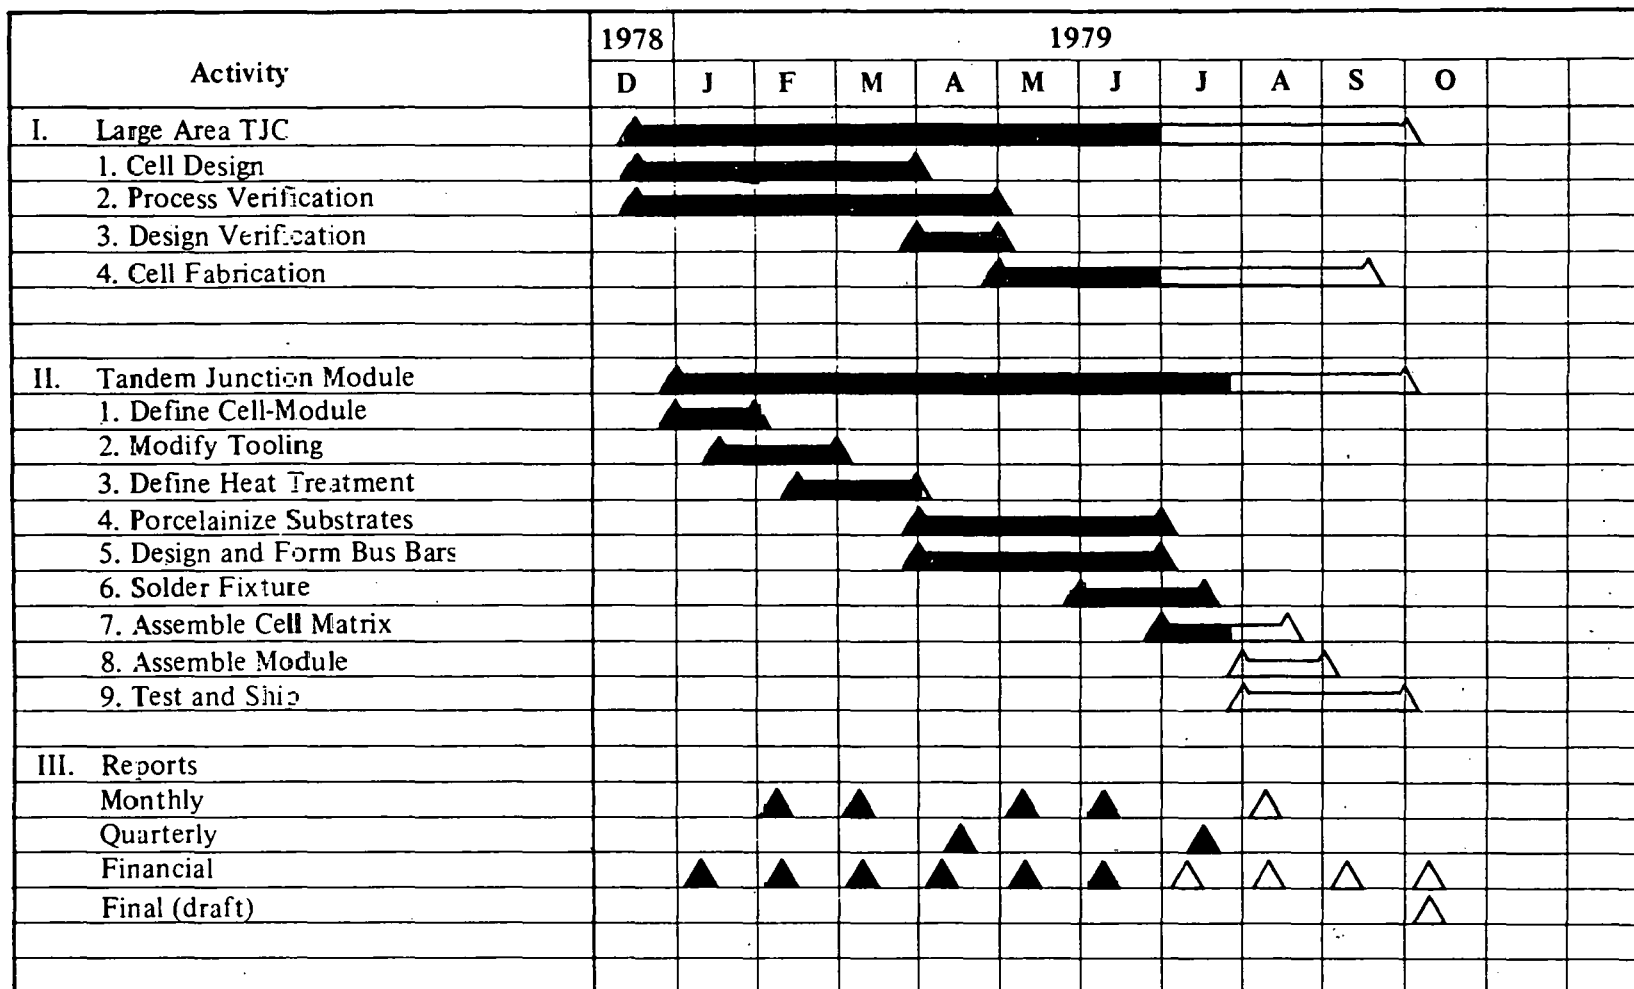 1978 1979
Activity
D J F M A M J J A S O
I. Large Area TJC
1. Cell Design
2. Process Verification
3. Design Verification
4. Cell Fabrication
II. Tandem Junction Module
1. Define Cell-Module
2. Modify Tooling
3. Define Heat Treatment
4. Porcelainize Substrates
5. Design and Form Bus Bars
6. Solder Fixture
7. Assemble Cell Matrix
8. Assemble Module
9. Test and Ship
III. Reports
Monthly
Quarterly
Financial
Final (draft)